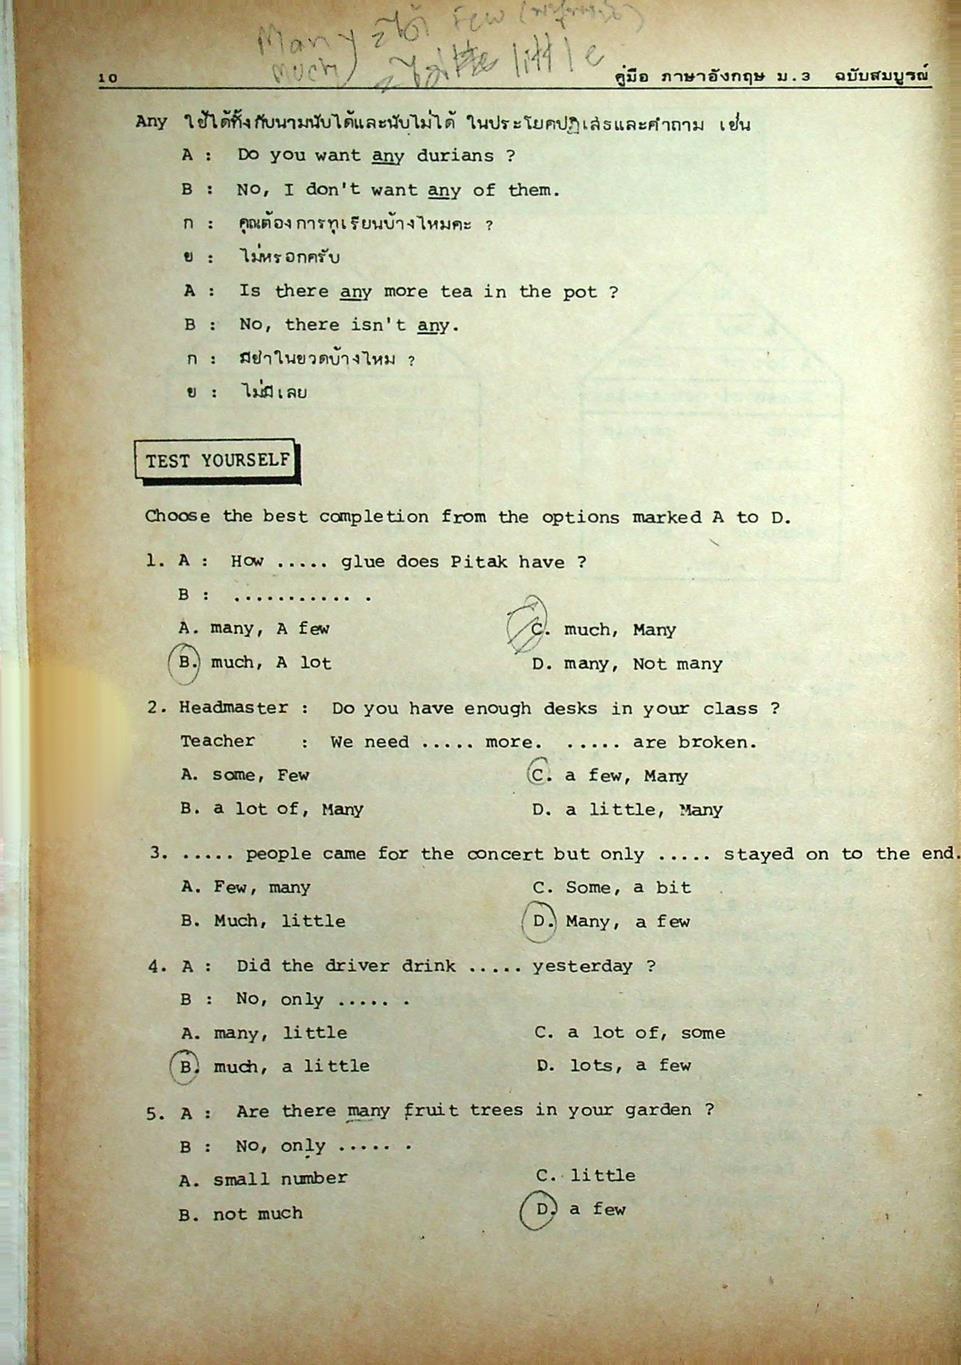 Many ใช้ Few
much little
10 คู่มือ ภาษาอังกฤษ ม.3 ฉบับสมบูรณ์
Any ใช้ได้ทั้งกับนามนับได้และนับไม่ได้ ในประโยคปฏิเสธและคำถาม เช่น
A : Do you want any durians ?
B : No, I don't want any of them.
ก : คุณต้องการทุเรียนบ้างไหมคะ ?
ข : ไม่หรอกครับ
A : Is there any more tea in the pot ?
B : No, there isn't any.
ก : มีชาในขวดบ้างไหม ?
ข : ไม่มีเลย
TEST YOURSELF
Choose the best completion from the options marked A to D.
1. A : How ..... glue does Pitak have ?
B : ............ .
A. many, A few C. much, Many
B. much, A lot D. many, Not many
2. Headmaster : Do you have enough desks in your class ?
Teacher : We need ..... more. ..... are broken.
A. some, Few C. a few, Many
B. a lot of, Many D. a little, Many
3. ..... people came for the concert but only ..... stayed on to the end.
A. Few, many C. Some, a bit
B. Much, little D. Many, a few
4. A : Did the driver drink ..... yesterday ?
B : No, only ..... .
A. many, little C. a lot of, some
B. much, a little D. lots, a few
5. A : Are there many fruit trees in your garden ?
B : No, only ..... .
A. small number C. little
B. not much D. a few